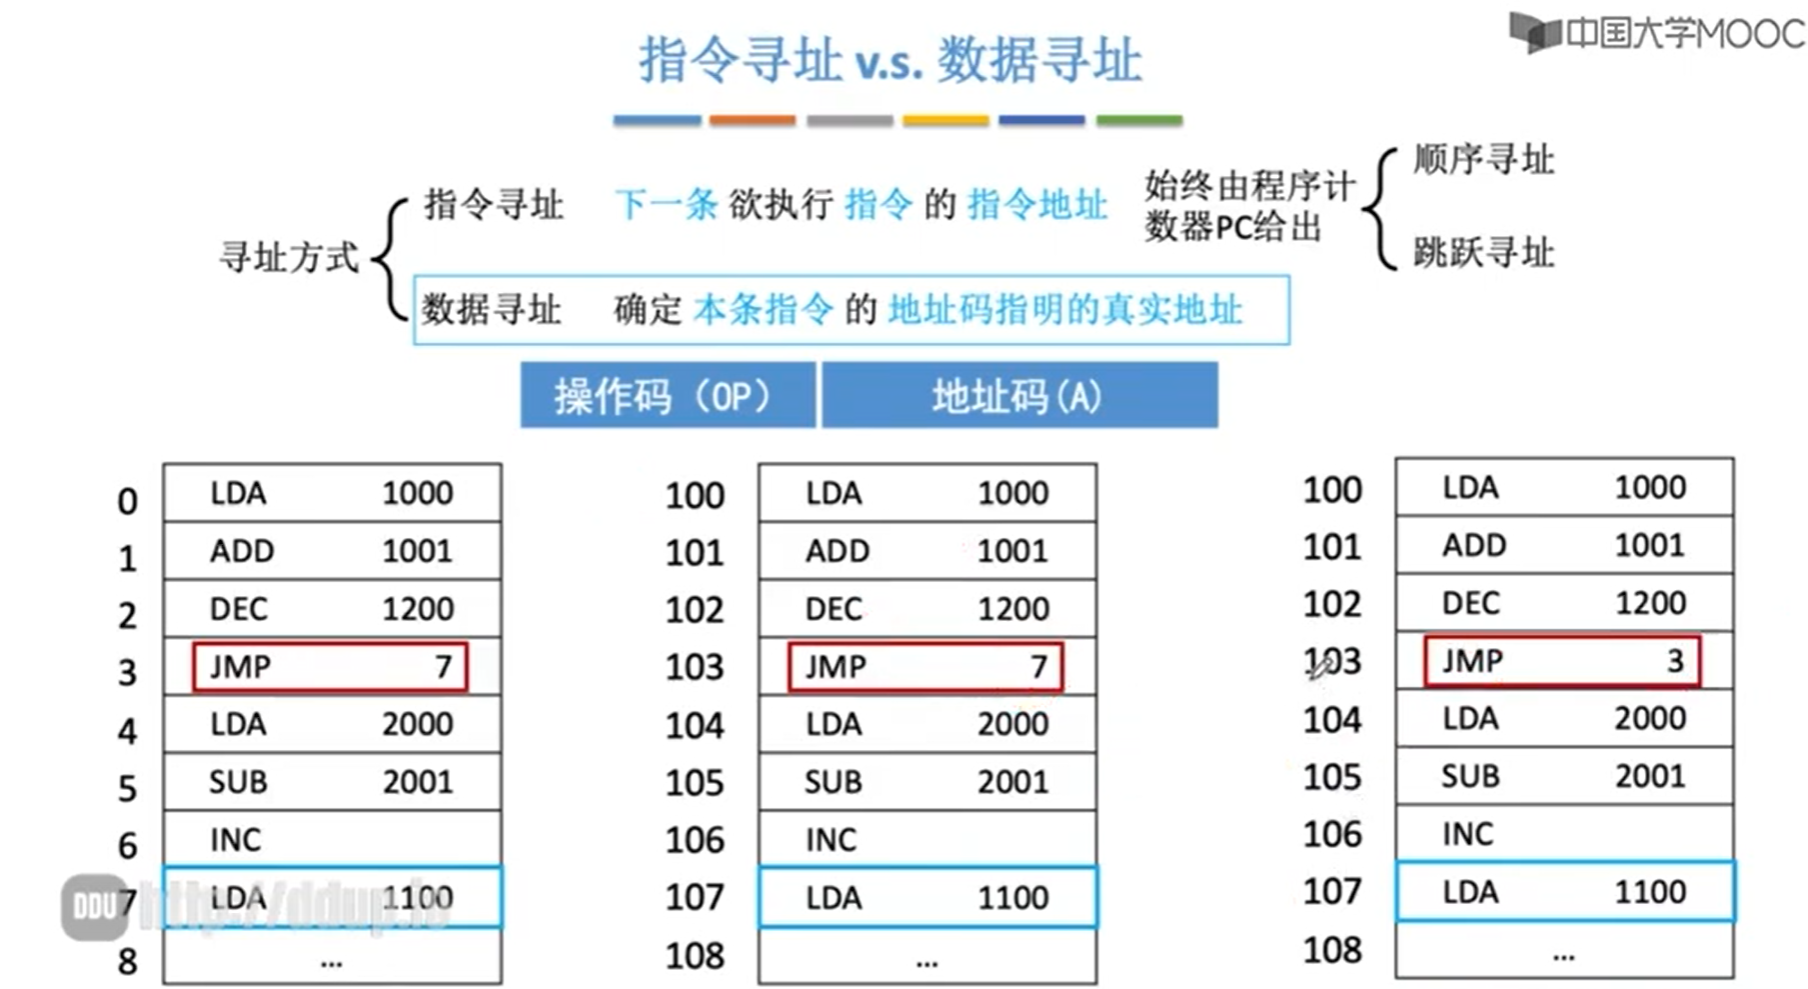 中国大学MOOC
指令寻址 v.s. 数据寻址
寻址方式
指令寻址 下一条 欲执行 指令 的 指令地址
始终由程序计
数器PC给出
顺序寻址
跳跃寻址
数据寻址 确定 本条指令 的 地址码指明的真实地址
操作码（OP） 地址码(A)
0 LDA 1000
1 ADD 1001
2 DEC 1200
3 JMP 7
4 LDA 2000
5 SUB 2001
6 INC
7 LDA 1100
8 ...
100 LDA 1000
101 ADD 1001
102 DEC 1200
103 JMP 7
104 LDA 2000
105 SUB 2001
106 INC
107 LDA 1100
108 ...
100 LDA 1000
101 ADD 1001
102 DEC 1200
103 JMP 3
104 LDA 2000
105 SUB 2001
106 INC
107 LDA 1100
108 ...
DDU